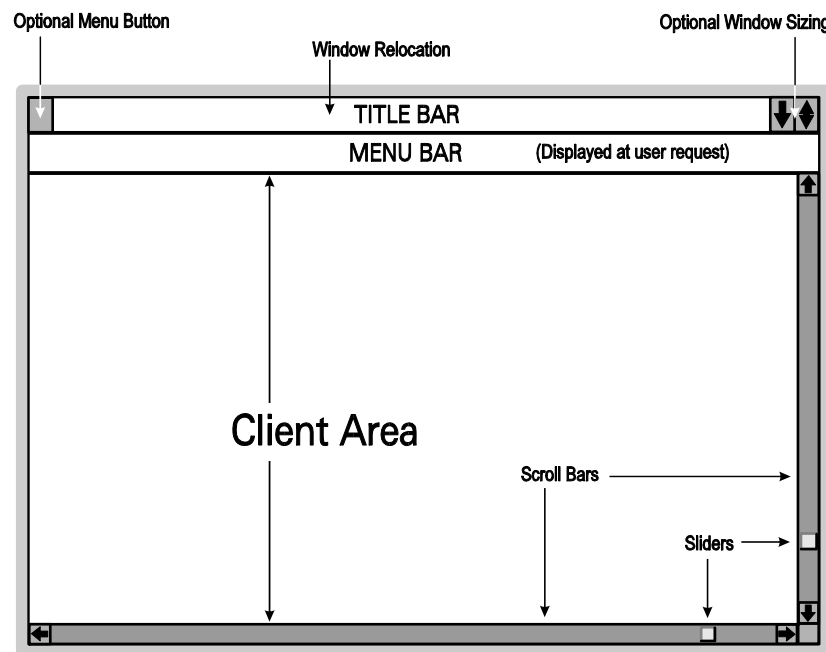 Optional Menu Button
Optional Window Sizing
Window Relocation
TITLE BAR
MENU BAR (Displayed at user request)
Client Area
Scroll Bars
Sliders